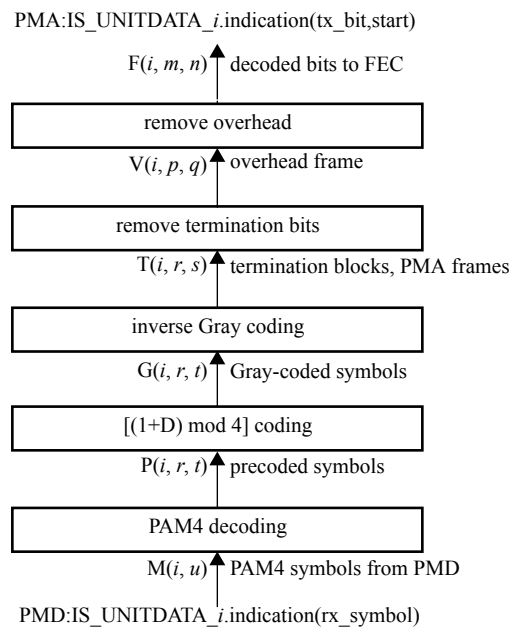 PMA:IS_UNITDATA_i.indication(tx_bit,start)
F(i, m, n) decoded bits to FEC
remove overhead
V(i, p, q) overhead frame
remove termination bits
T(i, r, s) termination blocks, PMA frames
inverse Gray coding
G(i, r, t) Gray-coded symbols
[(1+D) mod 4] coding
P(i, r, t) precoded symbols
PAM4 decoding
M(i, u) PAM4 symbols from PMD
PMD:IS_UNITDATA_i.indication(rx_symbol)